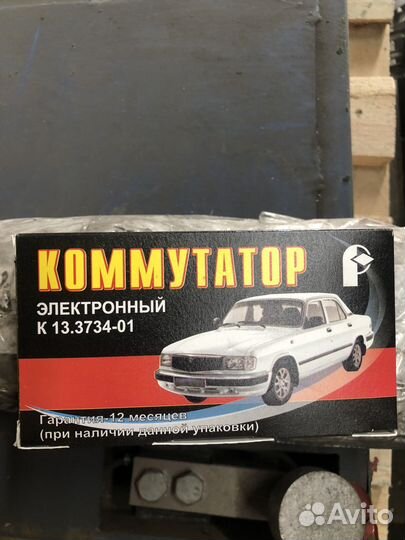 КОММУТАТОР
ЭЛЕКТРОННЫЙ
К 13.3734-01
Гарантия-12 месяцев
(при наличии данной упаковки)
Avito